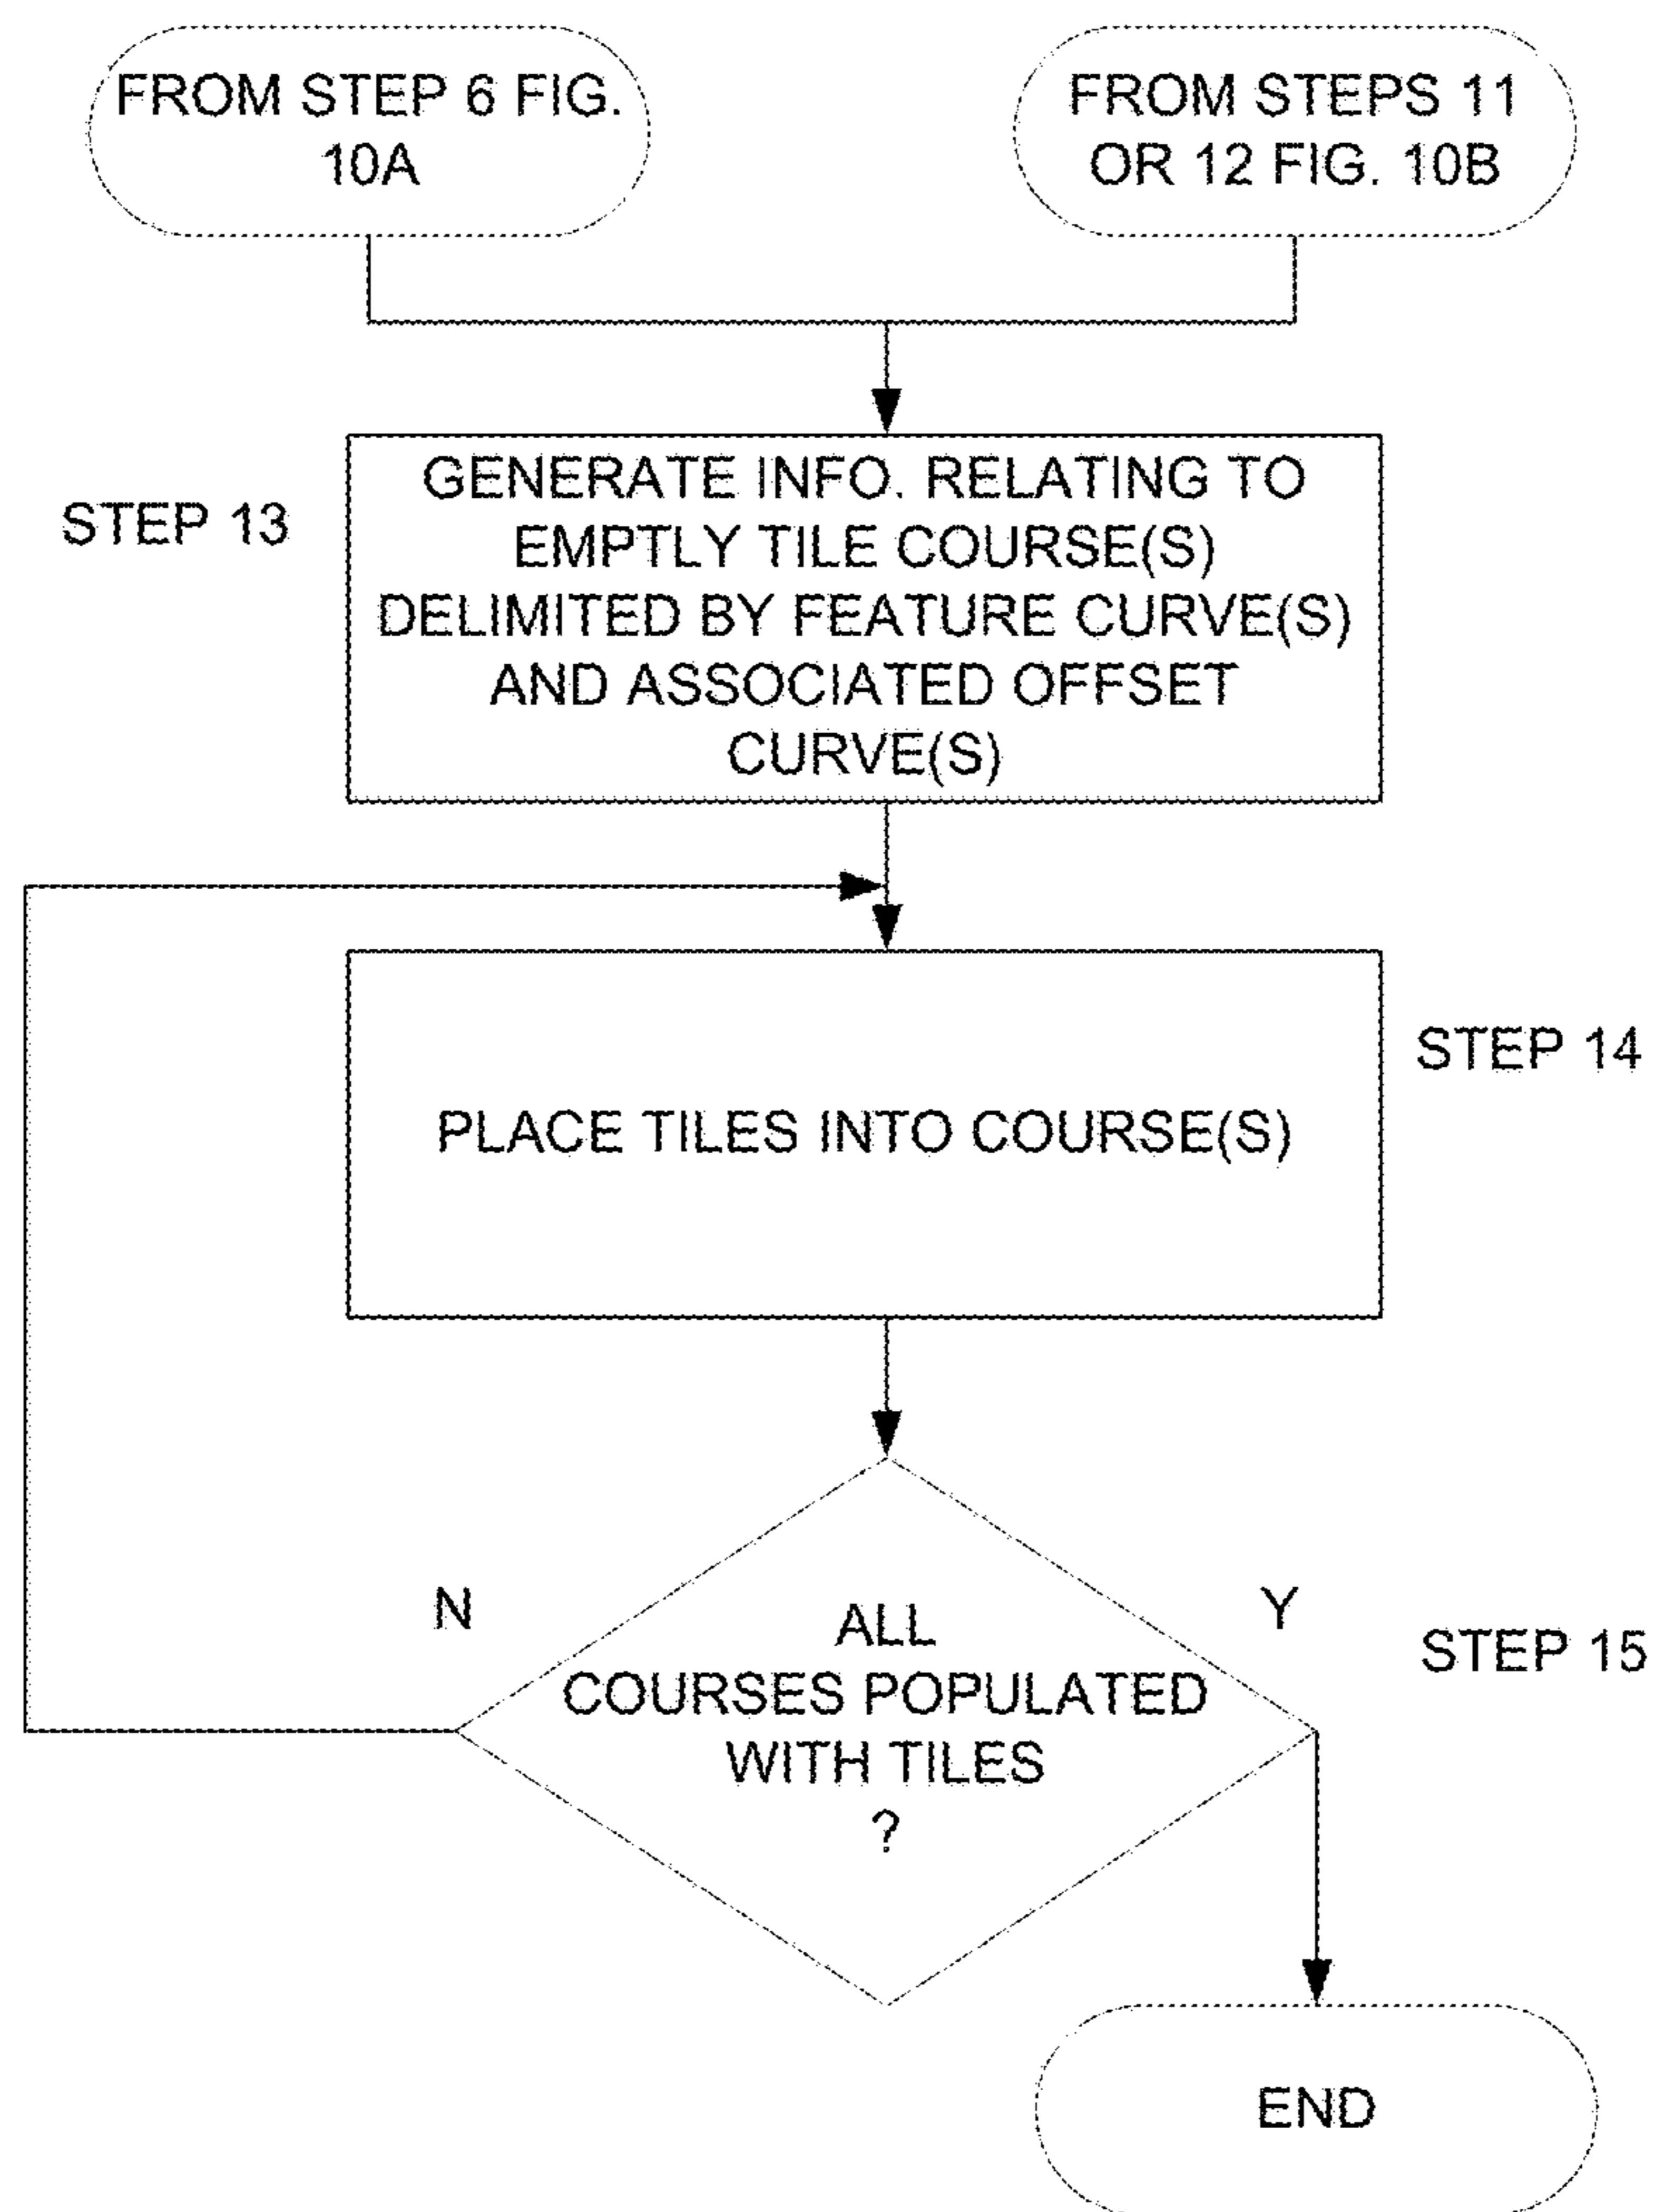 FROM STEP 6 FIG.
10A
FROM STEPS 11
OR 12 FIG. 10B
STEP 13
GENERATE INFO. RELATING TO
EMPTLY TILE COURSE(S)
DELIMITED BY FEATURE CURVE(S)
AND ASSOCIATED OFFSET
CURVE(S)
STEP 14
PLACE TILES INTO COURSE(S)
N
Y
STEP 15
ALL
COURSES POPULATED
WITH TILES
?
END